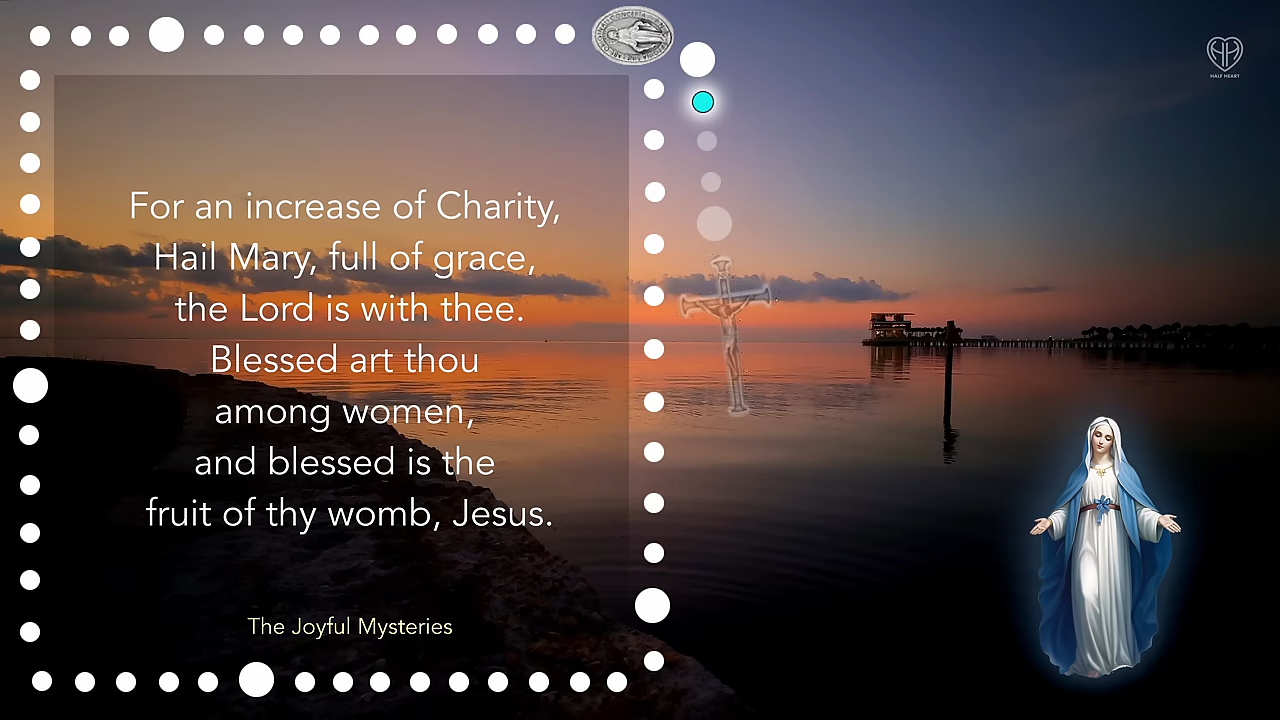 For an increase of Charity,
Hail Mary, full of grace,
the Lord is with thee.
Blessed art thou
among women,
and blessed is the
fruit of thy womb, Jesus.
The Joyful Mysteries
HALF HEART